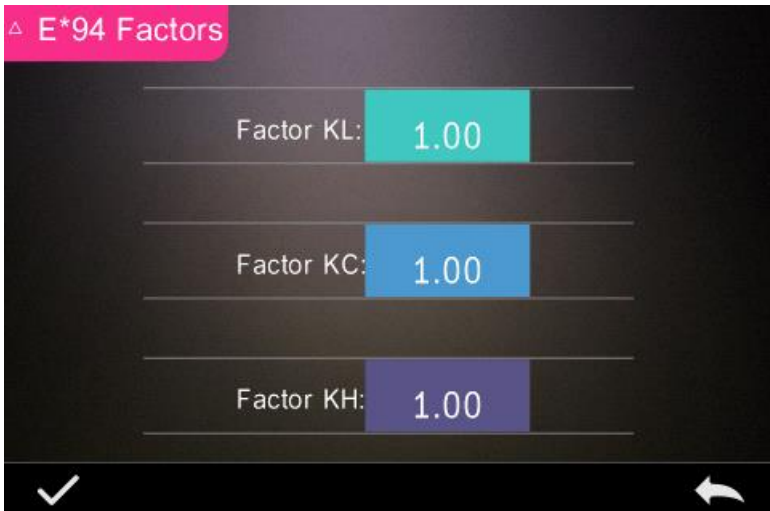 △ E*94 Factors
Factor KL: 1.00
Factor KC: 1.00
Factor KH: 1.00